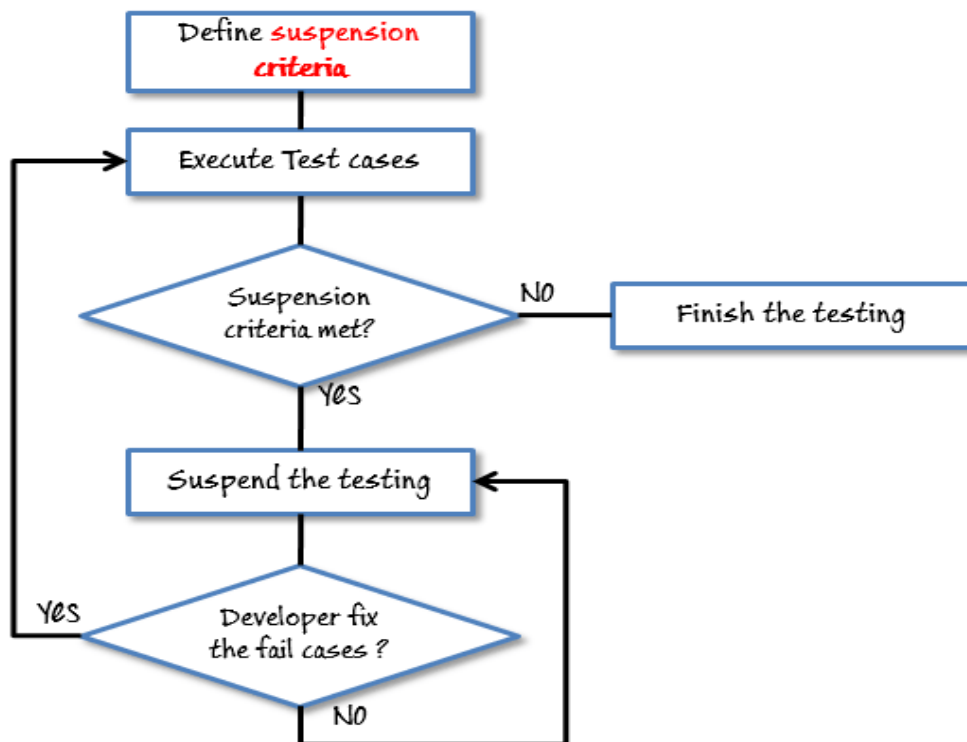 Define suspension
criteria
Execute Test cases
Suspension
criteria met?
NO
Finish the testing
Yes
Suspend the testing
Yes
Developer fix
the fail cases ?
NO